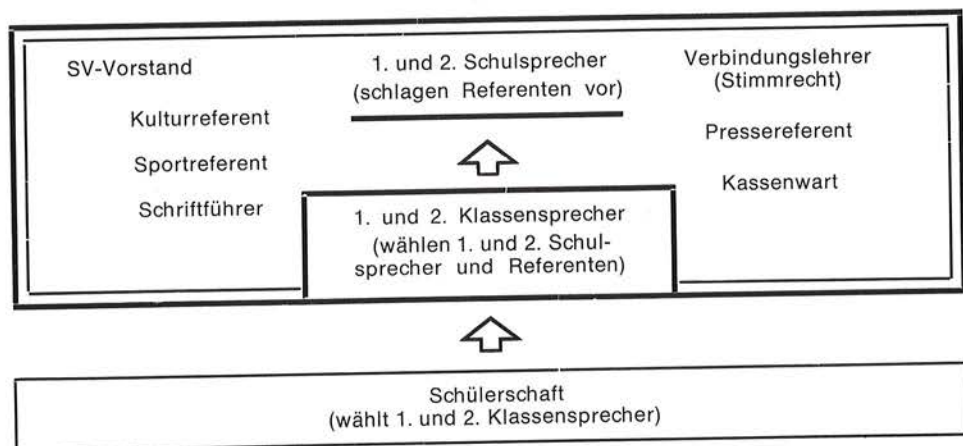 SV-Vorstand
Kulturreferent
Sportreferent
Schriftführer
1. und 2. Schulsprecher
(schlagen Referenten vor)
Verbindungslehrer
(Stimmrecht)
Pressereferent
Kassenwart
1. und 2. Klassensprecher
(wählen 1. und 2. Schul-
sprecher und Referenten)
Schülerschaft
(wählt 1. und 2. Klassensprecher)